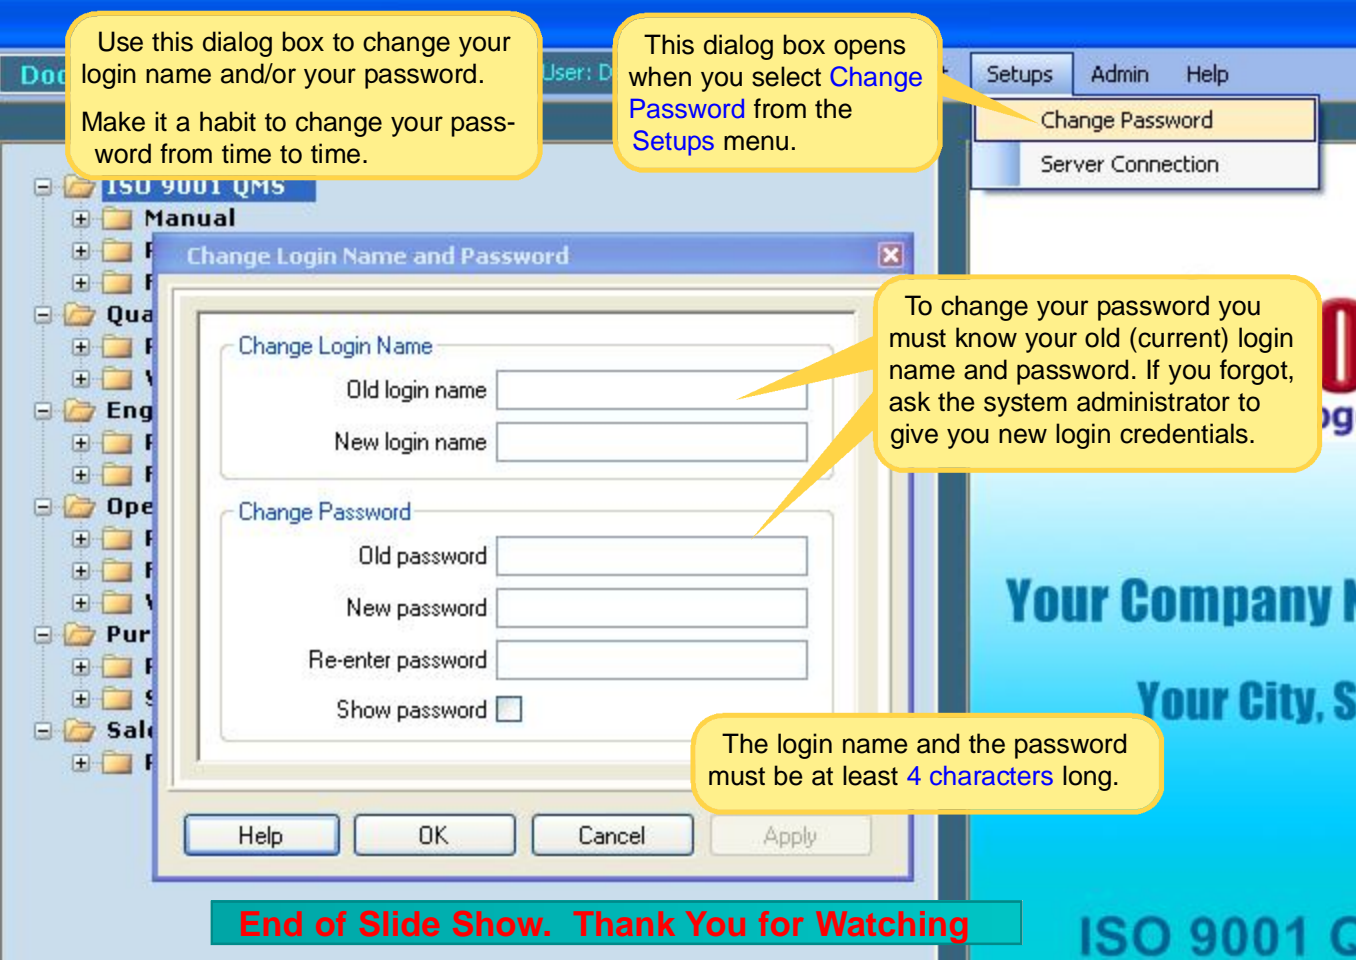 Use this dialog box to change your
login name and/or your password.
Make it a habit to change your pass-
word from time to time.
This dialog box opens
when you select Change
Password from the
Setups menu.
User:
Setups
Admin
Help
Change Password
Server Connection
ISO 9001 QMS
Manual
Change Login Name and Password
To change your password you
must know your old (current) login
name and password. If you forgot,
ask the system administrator to
give you new login credentials.
Change Login Name
Old login name
New login name
Change Password
Old password
New password
Re-enter password
Show password
The login name and the password
must be at least 4 characters long.
Help
OK
Cancel
Apply
Your Company
Your City,
ISO 9001
End of Slide Show. Thank You for Watching